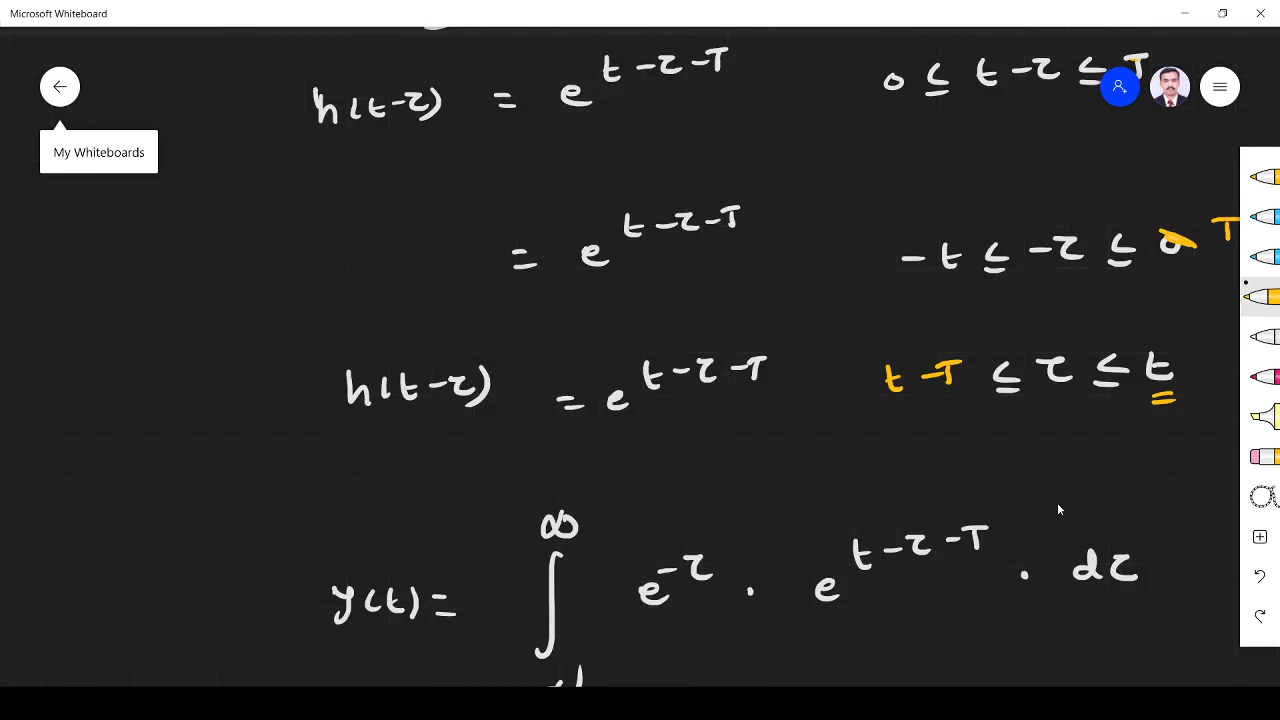 Microsoft Whiteboard
h(t-τ) = e^{t-τ-T} 0 ≤ t-τ ≤ T
My Whiteboards
= e^{t-τ-T} -t ≤ -τ ≤ 0 T
h(t-τ) = e^{t-τ-T} t-T ≤ τ ≤ t
y(t) = ∫^{∞} e^{-τ} . e^{t-τ-T} . dτ